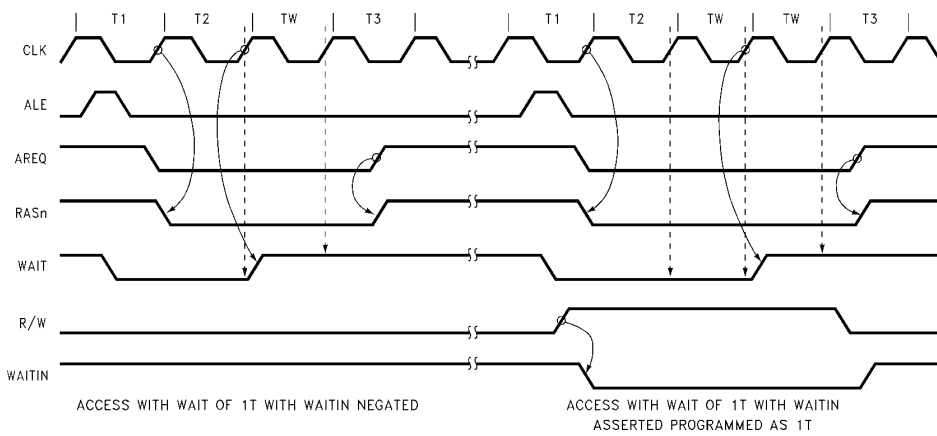 T1 T2 TW T3 T1 T2 TW TW T3
CLK
ALE
AREQ
RASn
WAIT
R/W
WAITIN
ACCESS WITH WAIT OF 1T WITH WAITIN NEGATED
ACCESS WITH WAIT OF 1T WITH WAITIN
ASSERTED PROGRAMMED AS 1T